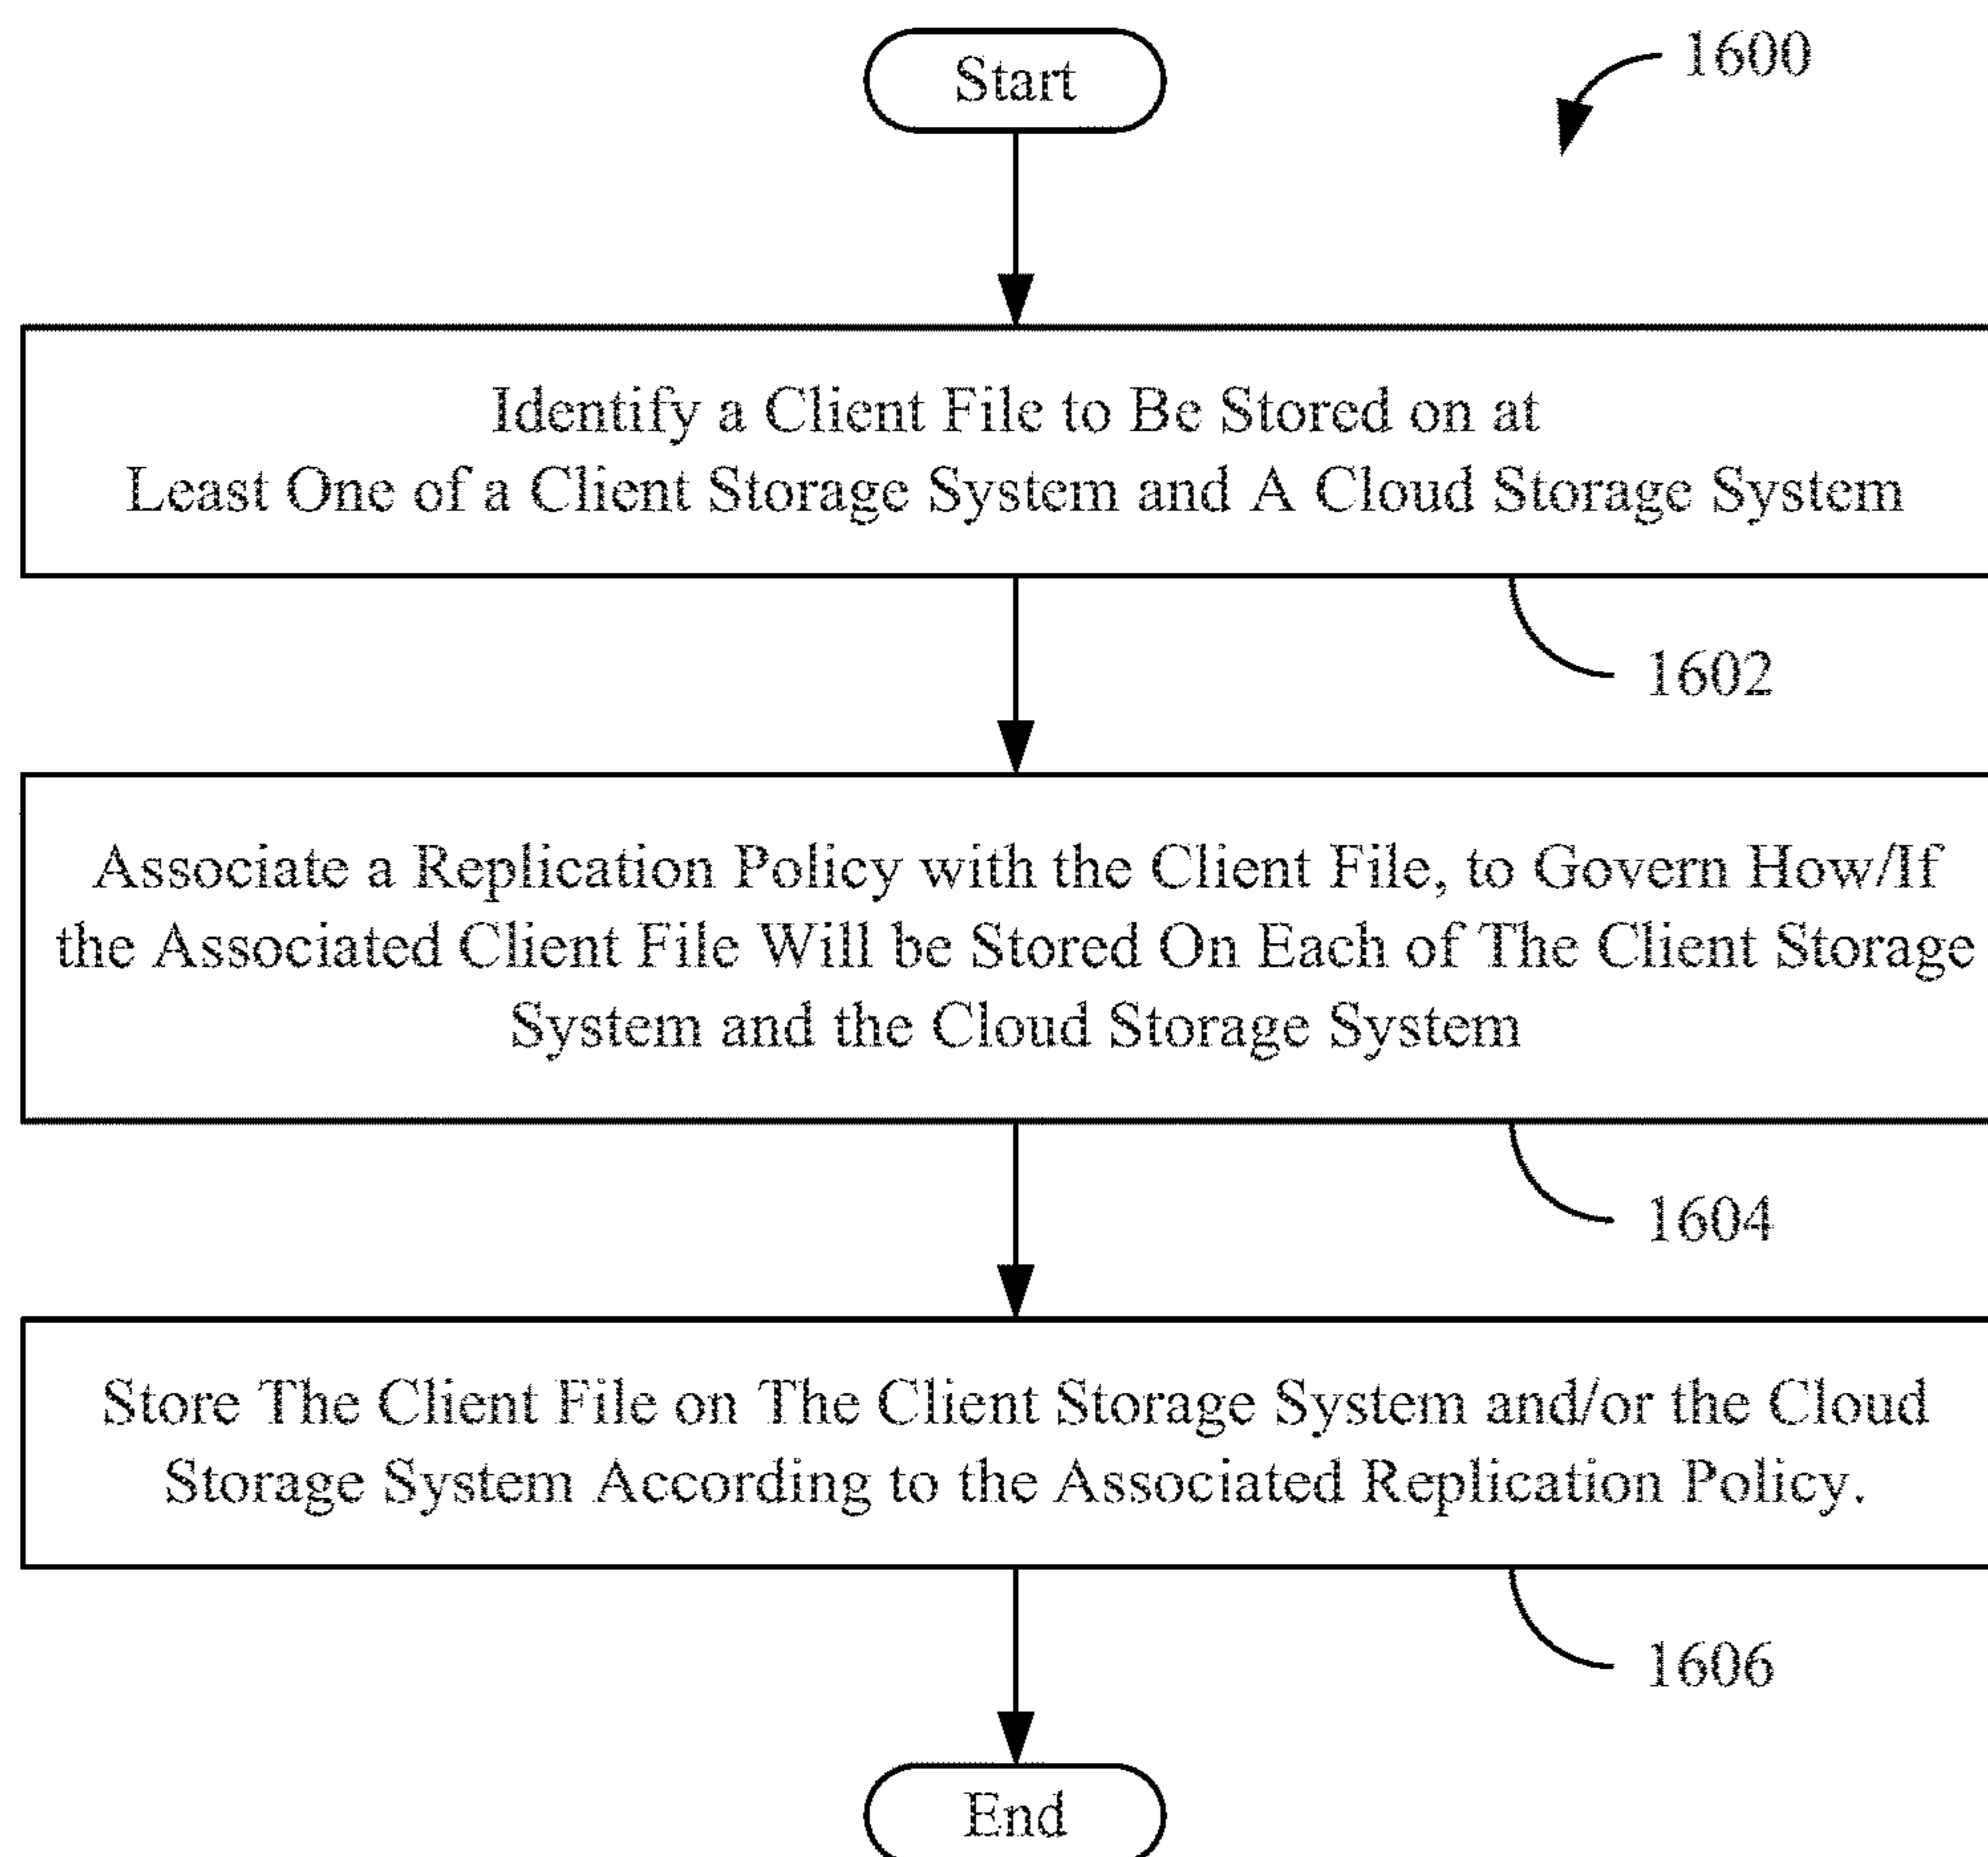 Start
1600
Identify a Client File to Be Stored on at
Least One of a Client Storage System and A Cloud Storage System
1602
Associate a Replication Policy with the Client File, to Govern How/If
the Associated Client File Will be Stored On Each of The Client Storage
System and the Cloud Storage System
1604
Store The Client File on The Client Storage System and/or the Cloud
Storage System According to the Associated Replication Policy.
1606
End